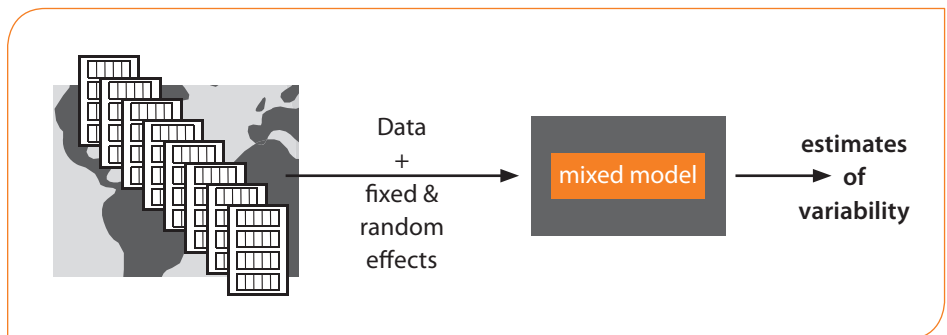 Data
+
fixed &
random
effects
mixed model
estimates
of
variability